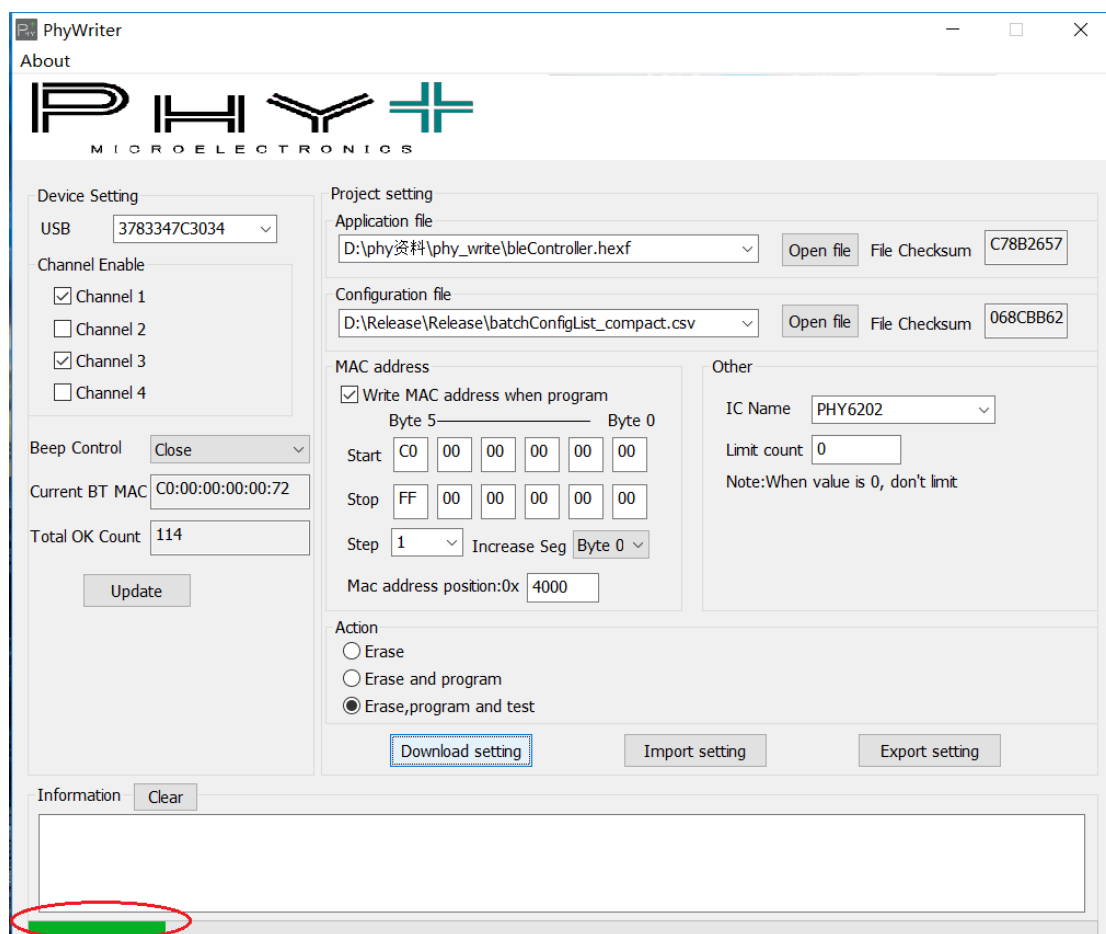 PhyWriter
About
PHY+
MICROELECTRONICS
Device Setting
USB 3783347C3034
Channel Enable
Channel 1
Channel 2
Channel 3
Channel 4
Beep Control Close
Current BT MAC C0:00:00:00:00:72
Total OK Count 114
Update
Project setting
Application file
D:\phy资料\phy_write\bleController.hexf Open file File Checksum C78B2657
Configuration file
D:\Release\Release\batchConfigList_compact.csv Open file File Checksum 068CBB62
MAC address
Write MAC address when program
Byte 5 Byte 0
Start C0 00 00 00 00 00
Stop FF 00 00 00 00 00
Step 1 Increase Seg Byte 0
Mac address position:0x 4000
Other
IC Name PHY6202
Limit count 0
Note:When value is 0, don't limit
Action
Erase
Erase and program
Erase,program and test
Download setting Import setting Export setting
Information Clear